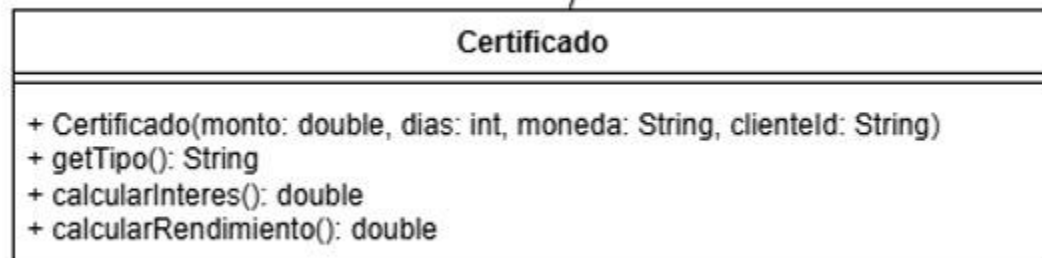 Certificado
+ Certificado(monto: double, dias: int, moneda: String, clienteId: String)
+ getTipo(): String
+ calcularInteres(): double
+ calcularRendimiento(): double